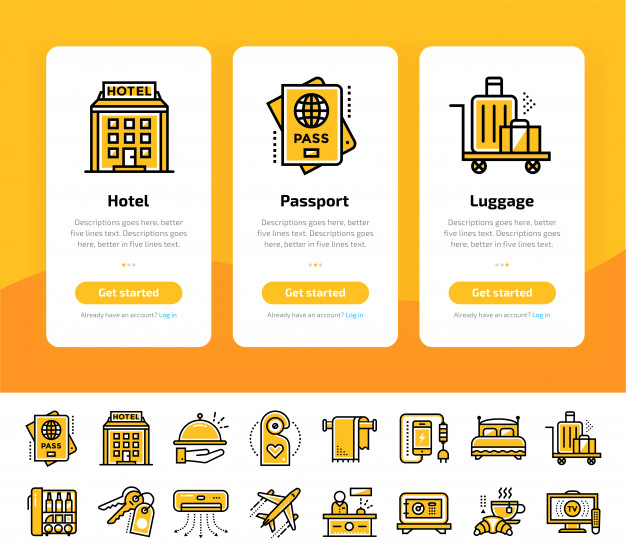 HOTEL
PASS
Hotel
Descriptions goes here, better
five lines text. Descriptions goes
here, better in five lines text.
Get started
Already have an account? Log in
Passport
Descriptions goes here, better
five lines text. Descriptions goes
here, better in five lines text.
Get started
Already have an account? Log in
Luggage
Descriptions goes here, better
five lines text. Descriptions goes
here, better in five lines text.
Get started
Already have an account? Log in
PASS
HOTEL
TV